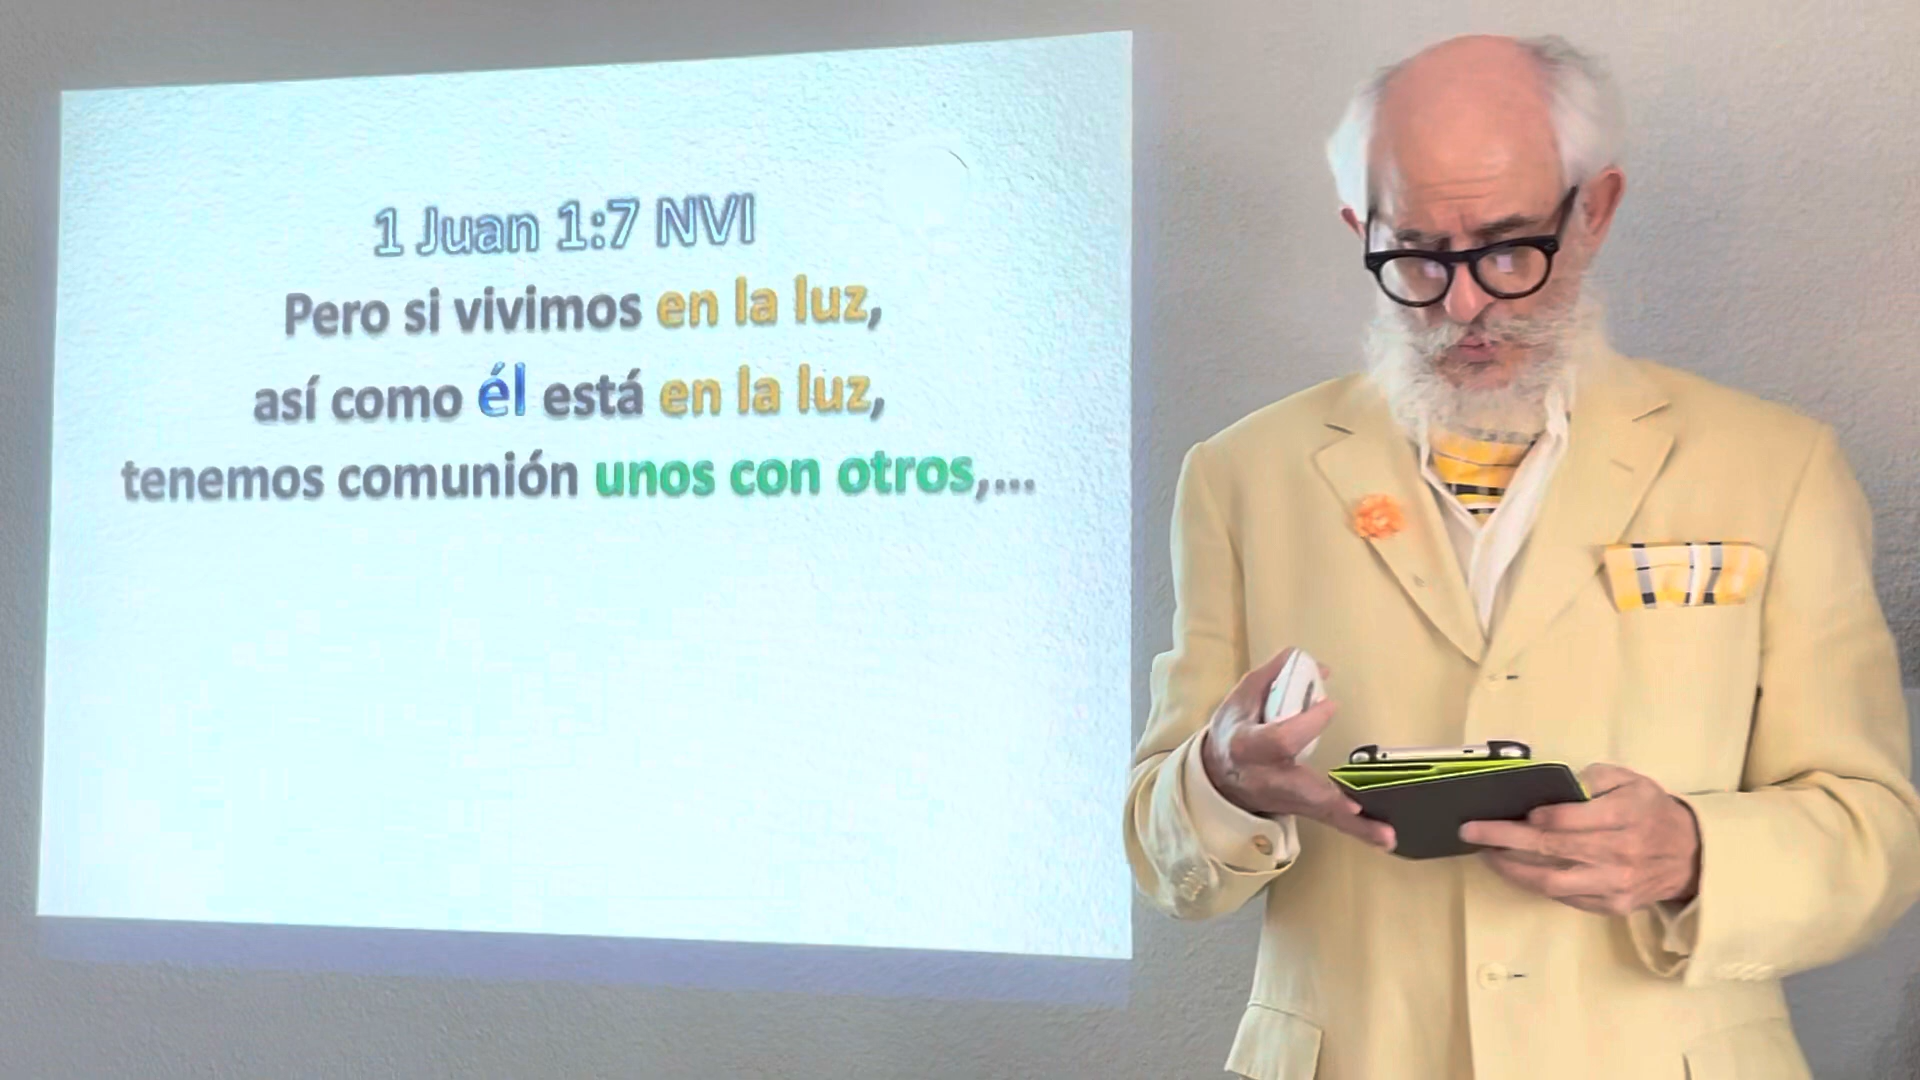 1 Juan 1:7 NVI
Pero si vivimos en la luz,
así como él está en la luz,
tenemos comunión unos con otros,...